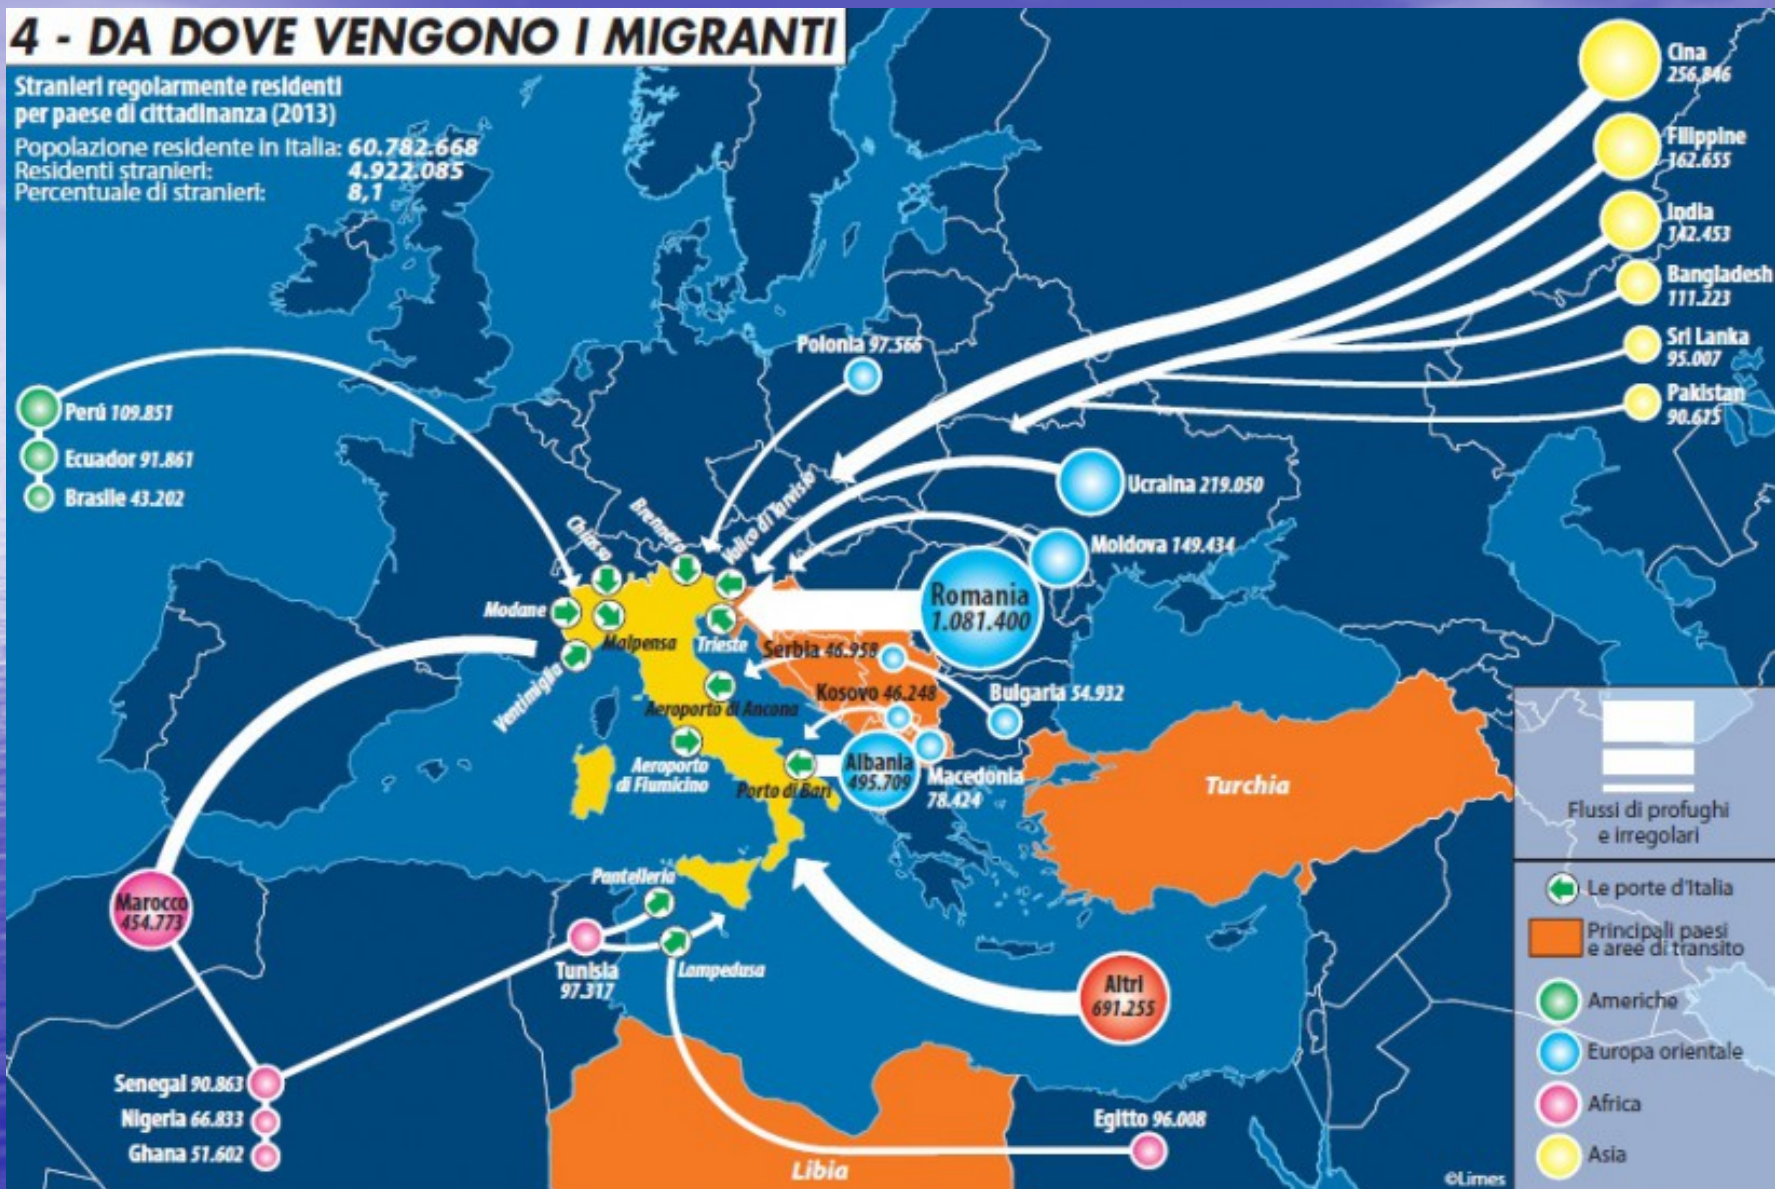 4 - DA DOVE VENGONO I MIGRANTI
Stranieri regolarmente residenti
per paese di cittadinanza (2013)
Popolazione residente in Italia: 60.782.668
Residenti stranieri: 4.922.085
Percentuale di stranieri: 8,1
Cina
256.846
Filippine
162.655
India
142.453
Bangladesh
111.223
Sri Lanka
95.007
Pakistan
90.615
Polonia 97.566
Perú 109.851
Ecuador 91.861
Brasile 43.202
Ucraina 219.050
Moldova 149.434
Romania
1.081.400
Chiasso
Brennero
Valico di Tarvisio
Modane
Malpensa
Trieste
Ventimiglia
Serbia 46.958
Kosovo 46.248
Bulgaria 54.932
Aeroporto di Ancona
Aeroporto
di Fiumicino
Porto di Bari
Albania
495.709
Macedonia
78.424
Turchia
Marocco
454.773
Pantelleria
Tunisia
97.317
Lampedusa
Altri
691.255
Senegal 90.863
Nigeria 66.833
Ghana 51.602
Egitto 96.008
Libia
Flussi di profughi
e irregolari
Le porte d'Italia
Principali paesi
e aree di transito
Americhe
Europa orientale
Africa
Asia
©Limes